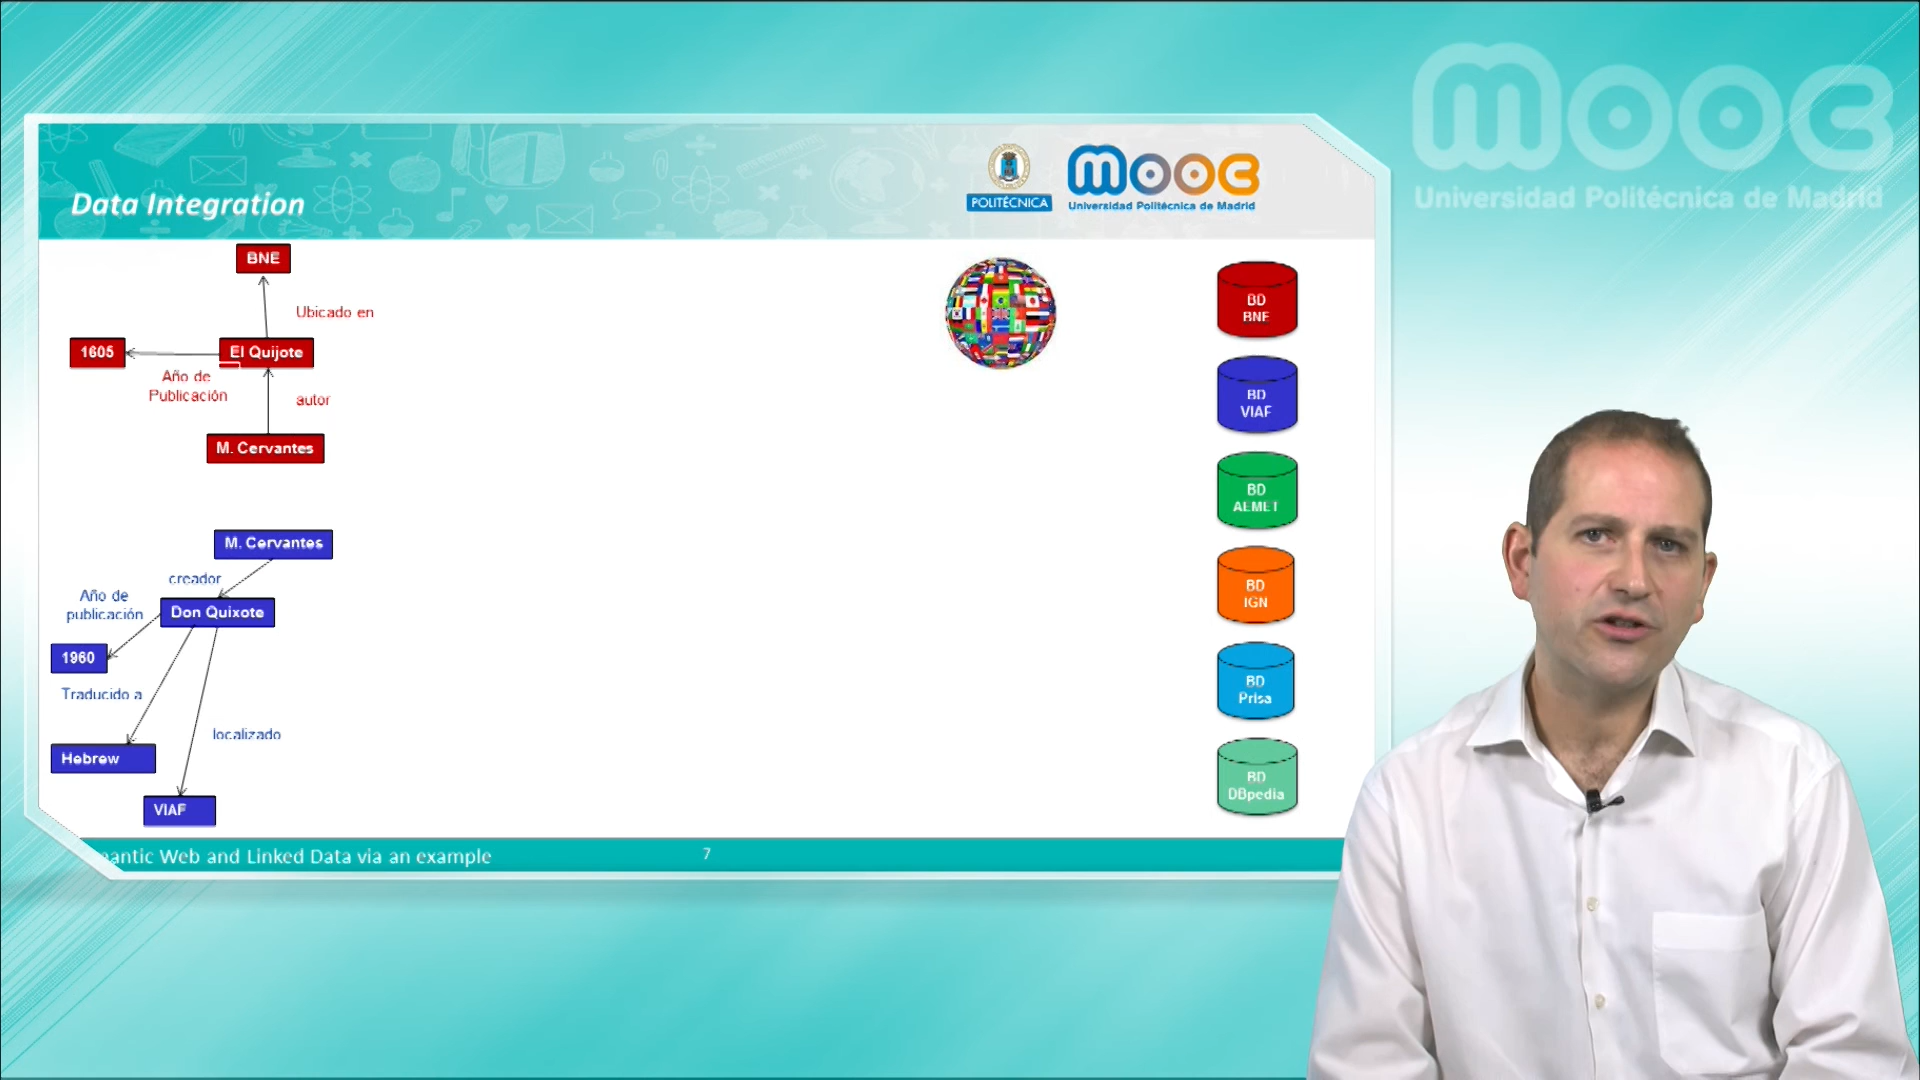 mooc
Universidad Politécnica de Madrid
Data Integration
POLITÉCNICA
mooc
Universidad Politécnica de Madrid
BNE
Ubicado en
1605
El Quijote
Año de
Publicación
autor
M. Cervantes
M. Cervantes
creador
Año de
publicación
Don Quixote
1960
Traducido a
localizado
Hebrew
VIAF
BD
BNE
BD
VIAF
BD
AEMET
BD
IGN
BD
Prisa
BD
DBpedia
Web and Linked Data via an example
7